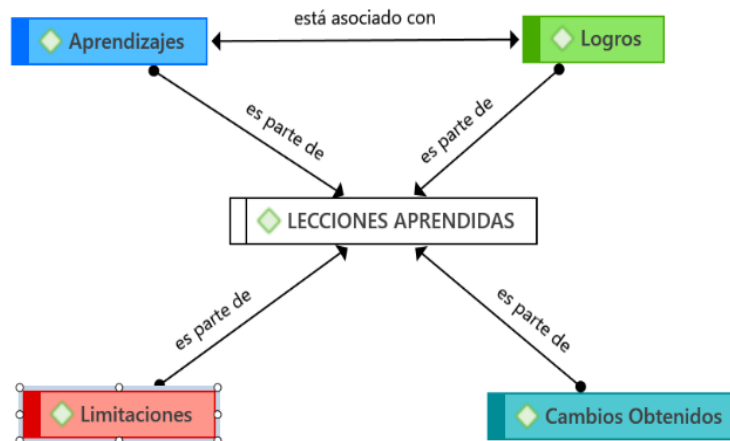 está asociado con
Aprendizajes
Logros
es parte de
es parte de
LECCIONES APRENDIDAS
es parte de
es parte de
Limitaciones
Cambios Obtenidos